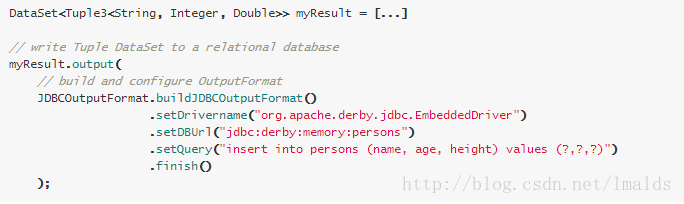 DataSet<Tuple3<String, Integer, Double>> myResult = [...]
// write Tuple DataSet to a relational database
myResult.output(
// build and configure OutputFormat
JDBCOutputFormat.buildJDBCOutputFormat()
.setDrivername("org.apache.derby.jdbc.EmbeddedDriver")
.setDBUrl("jdbc:derby:memory:persons")
.setQuery("insert into persons (name, age, height) values (?,?,?)")
.finish()
);
http://blog.csdn.net/lmalds